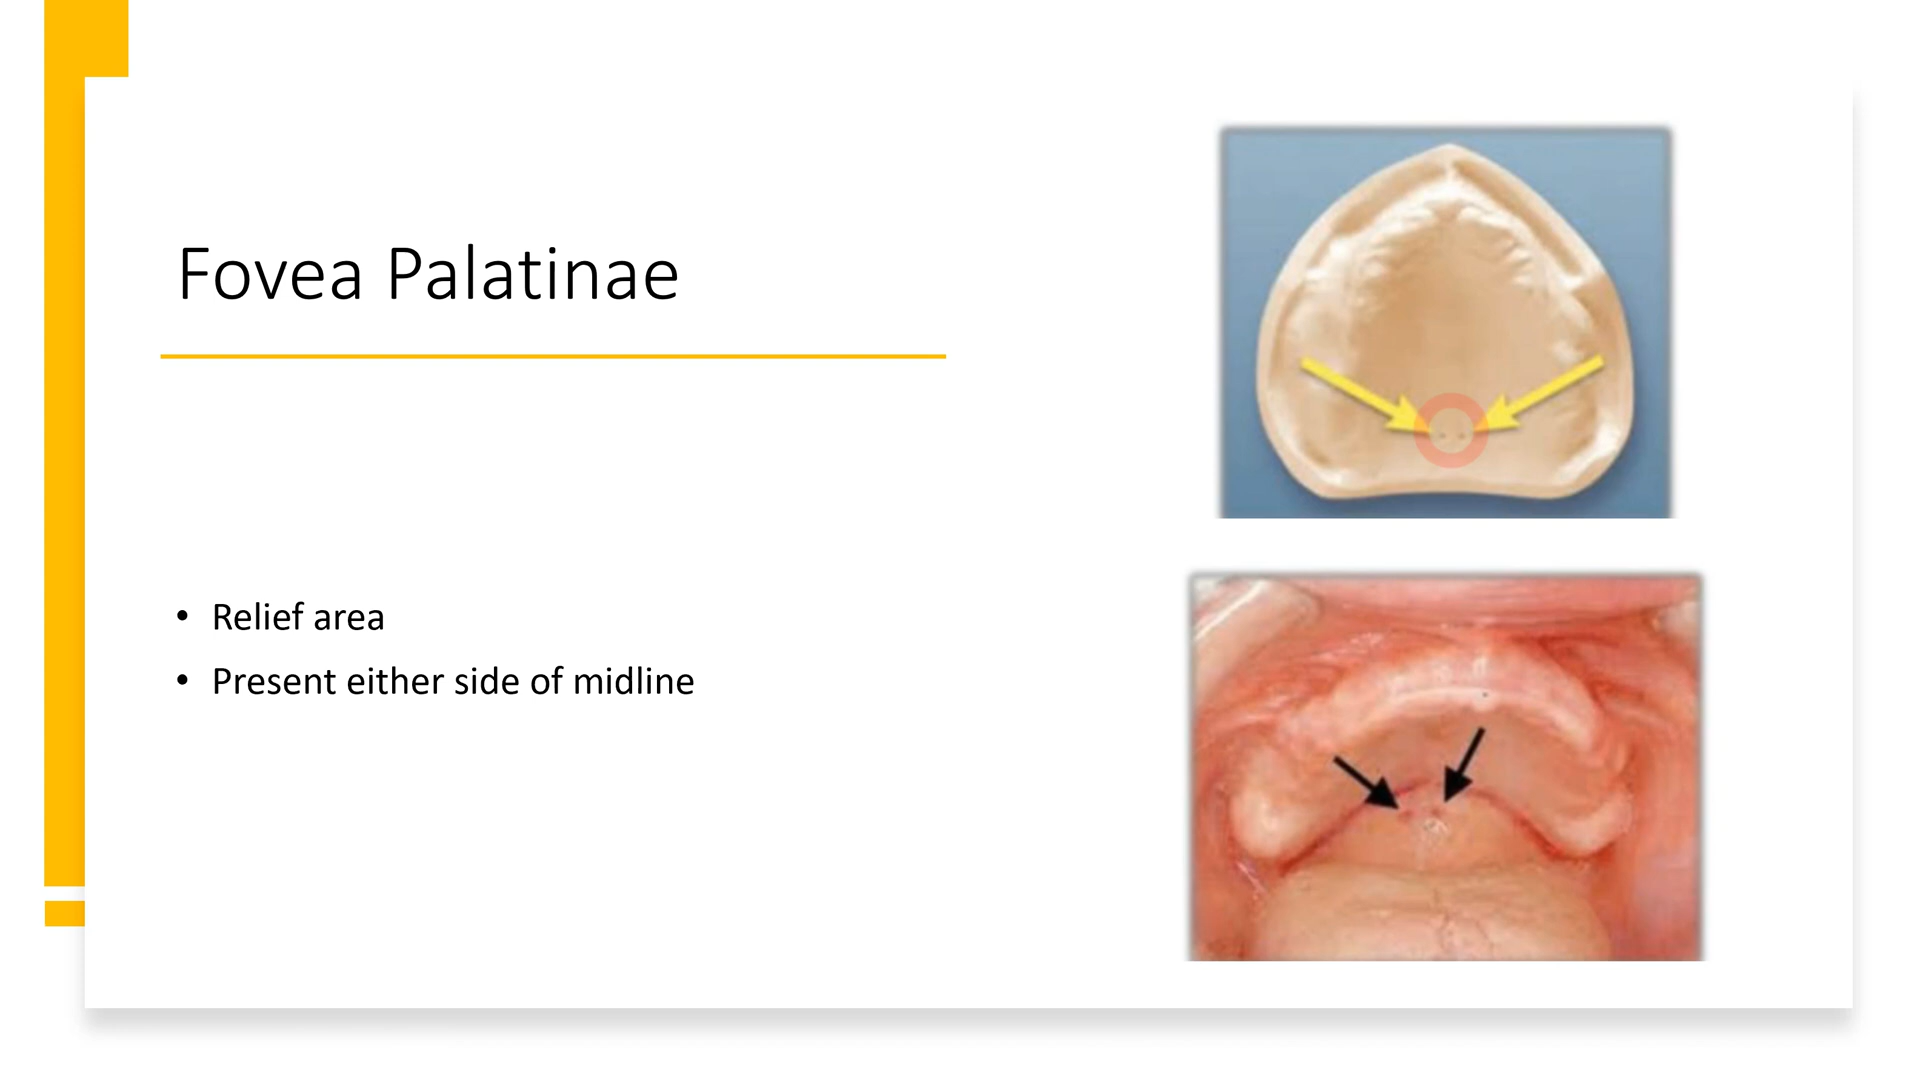 Fovea Palatinae
• Relief area
• Present either side of midline